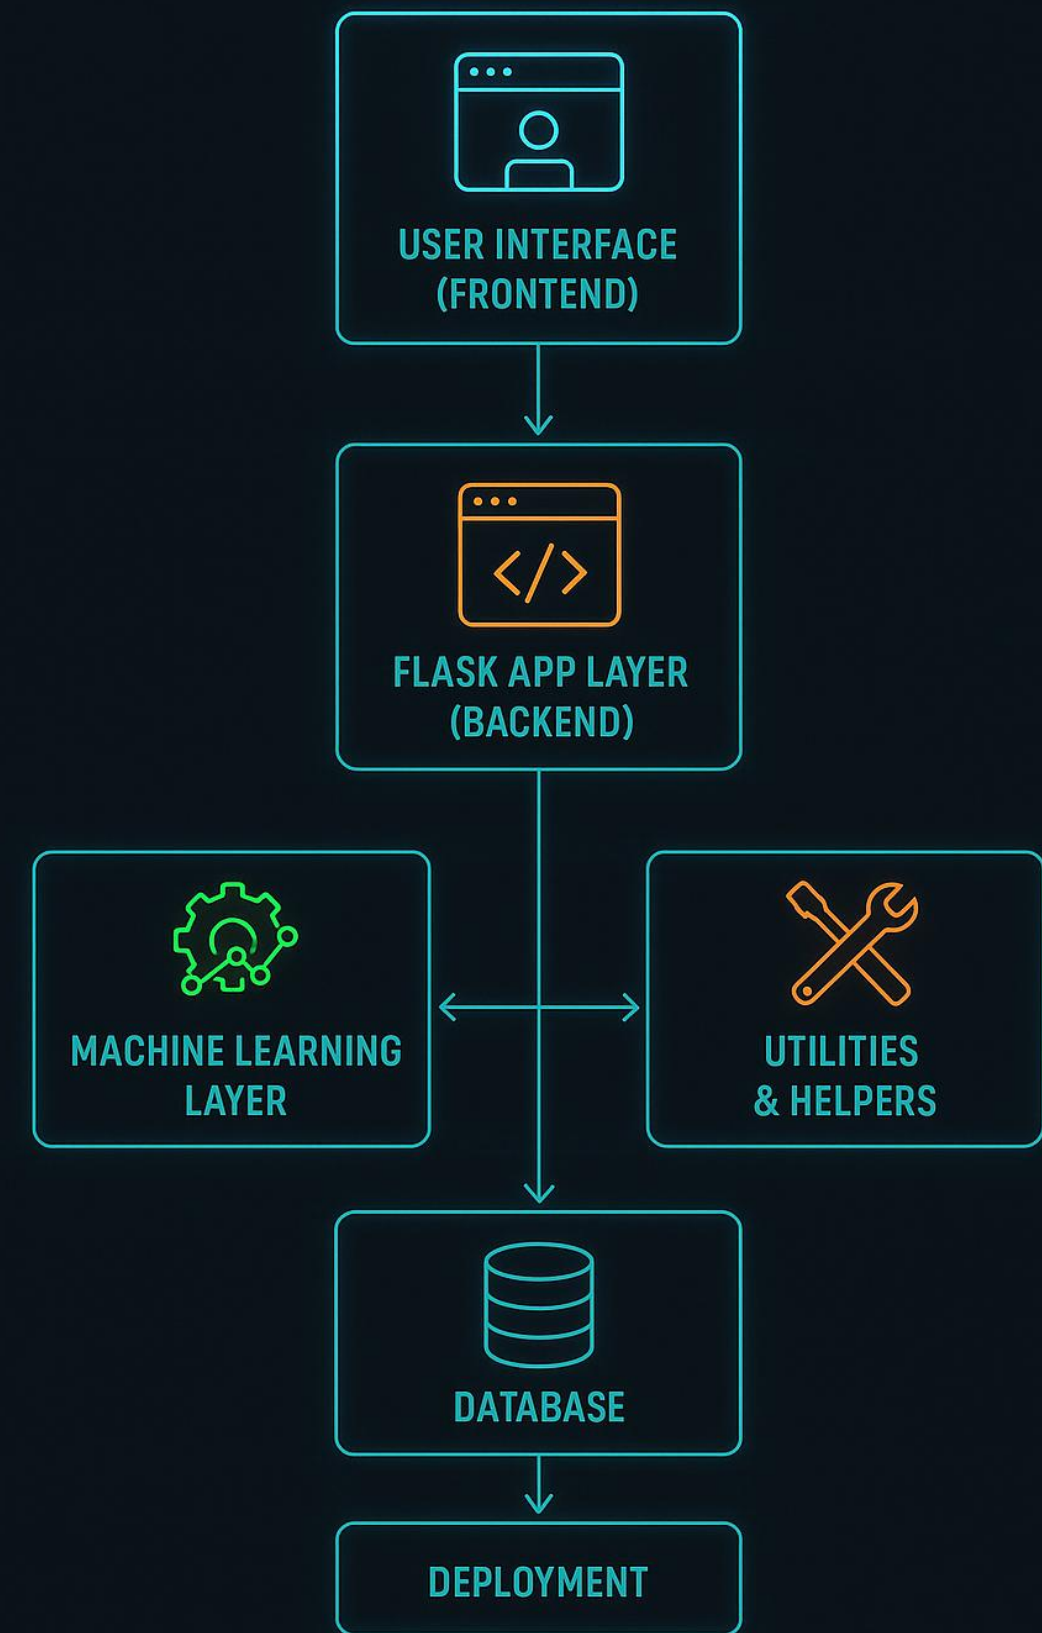 USER INTERFACE
(FRONTEND)
FLASK APP LAYER
(BACKEND)
MACHINE LEARNING
LAYER
UTILITIES
& HELPERS
DATABASE
DEPLOYMENT